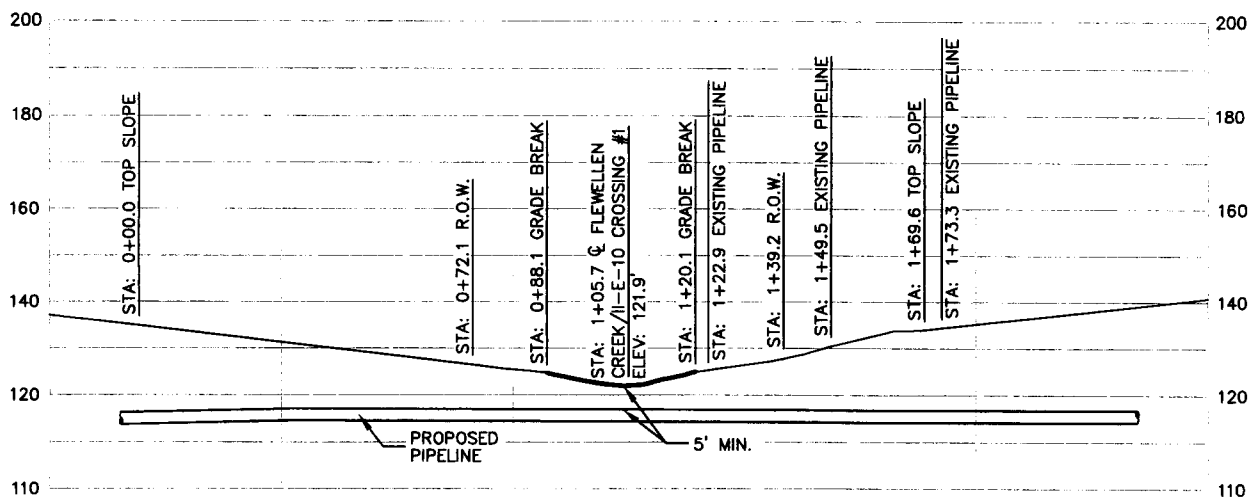 200
180
160
140
120
110
STA: 0+00.0 TOP SLOPE
STA: 0+72.1 R.O.W.
STA: 0+88.1 GRADE BREAK
STA: 1+05.7 ℄ FLEWELLEN
CREEK/II-E-10 CROSSING #1
ELEV: 121.9'
STA: 1+20.1 GRADE BREAK
STA: 1+22.9 EXISTING PIPELINE
STA: 1+39.2 R.O.W.
STA: 1+49.5 EXISTING PIPELINE
STA: 1+69.6 TOP SLOPE
STA: 1+73.3 EXISTING PIPELINE
200
180
160
140
120
110
PROPOSED
PIPELINE
5' MIN.